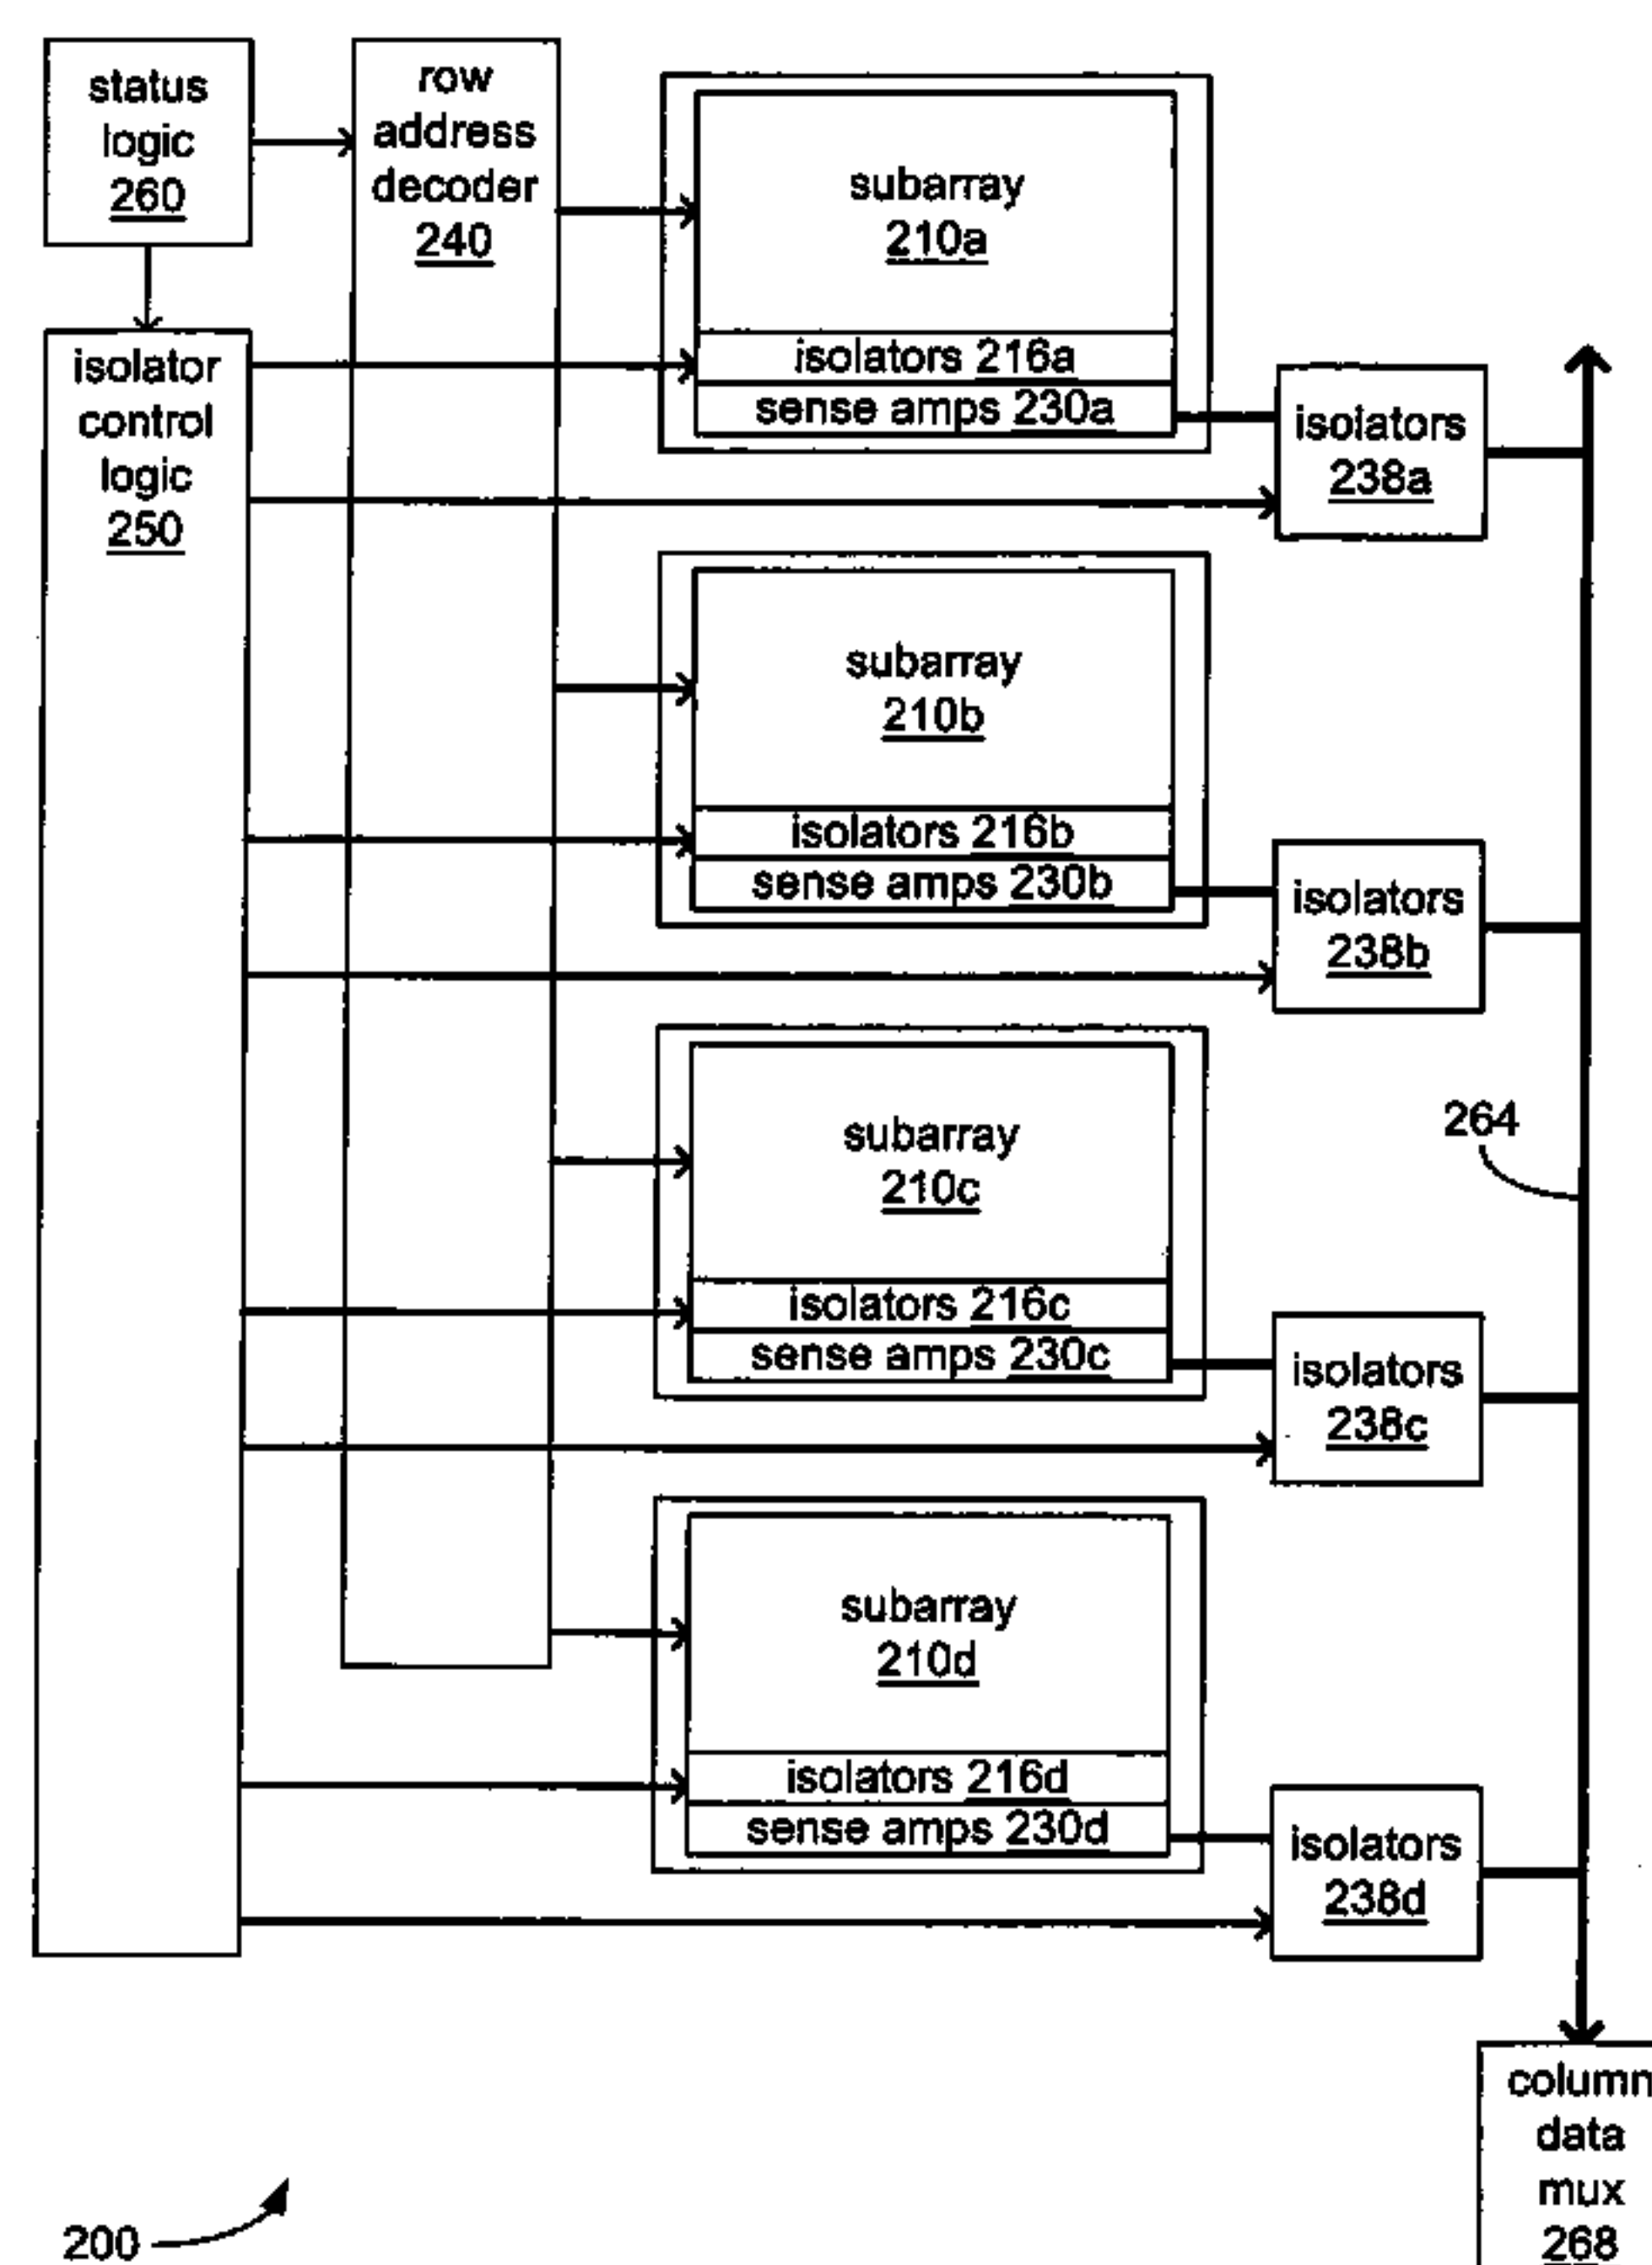 status
logic
260
row
address
decoder
240
subarray
210a
isolators 216a
sense amps 230a
isolator
control
logic
250
isolators
238a
subarray
210b
isolators 216b
sense amps 230b
isolators
238b
subarray
210c
isolators 216c
sense amps 230c
264
isolators
238c
subarray
210d
isolators 216d
sense amps 230d
isolators
238d
column
data
mux
268
200